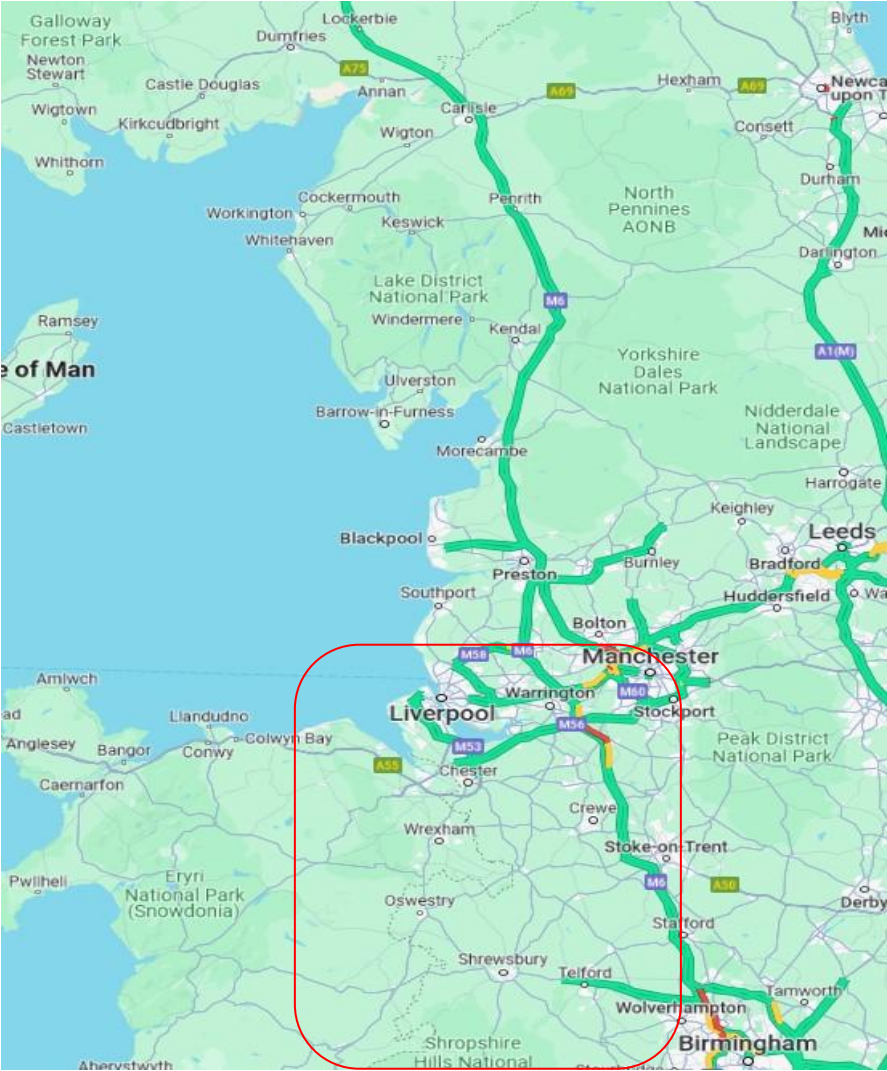 Galloway
Forest Park
Lockerbie
Blyth
Dumfries
Newton
Stewart
A75
Hexham
A69
Newca
upon T
Castle Douglas
Annan
A69
Wigtown
Carlisle
Kirkcudbright
Wigton
Consett
Whithorn
Durham
Cockermouth
Penrith
North
Pennines
AONB
Workington
Keswick
Whitehaven
Mid
Darlington
Lake District
National Park
M6
Ramsey
Windermere
Kendal
A1(M)
e of Man
Yorkshire
Dales
National Park
Ulverston
Barrow-in-Furness
Nidderdale
National
Landscape
Castletown
Morecambe
Harrogate
Keighley
Leeds
Blackpool
Preston
Burnley
Bradford
Southport
Huddersfield
Wa
Bolton
M58
M6
Manchester
Amlwch
Warrington
M60
ad
Llandudno
Liverpool
Stockport
M56
Anglesey
Bangor
Conwy
Colwyn Bay
M53
Peak District
National Park
A55
Chester
Caernarfon
Crewe
Wrexham
Stoke-on-Trent
Pwllheli
Eryri
National Park
(Snowdonia)
M6
A50
Oswestry
Derby
Stafford
Shrewsbury
Telford
Tamworth
Wolverhampton
Shropshire
Hills National
Birmingham
Aberystwyth